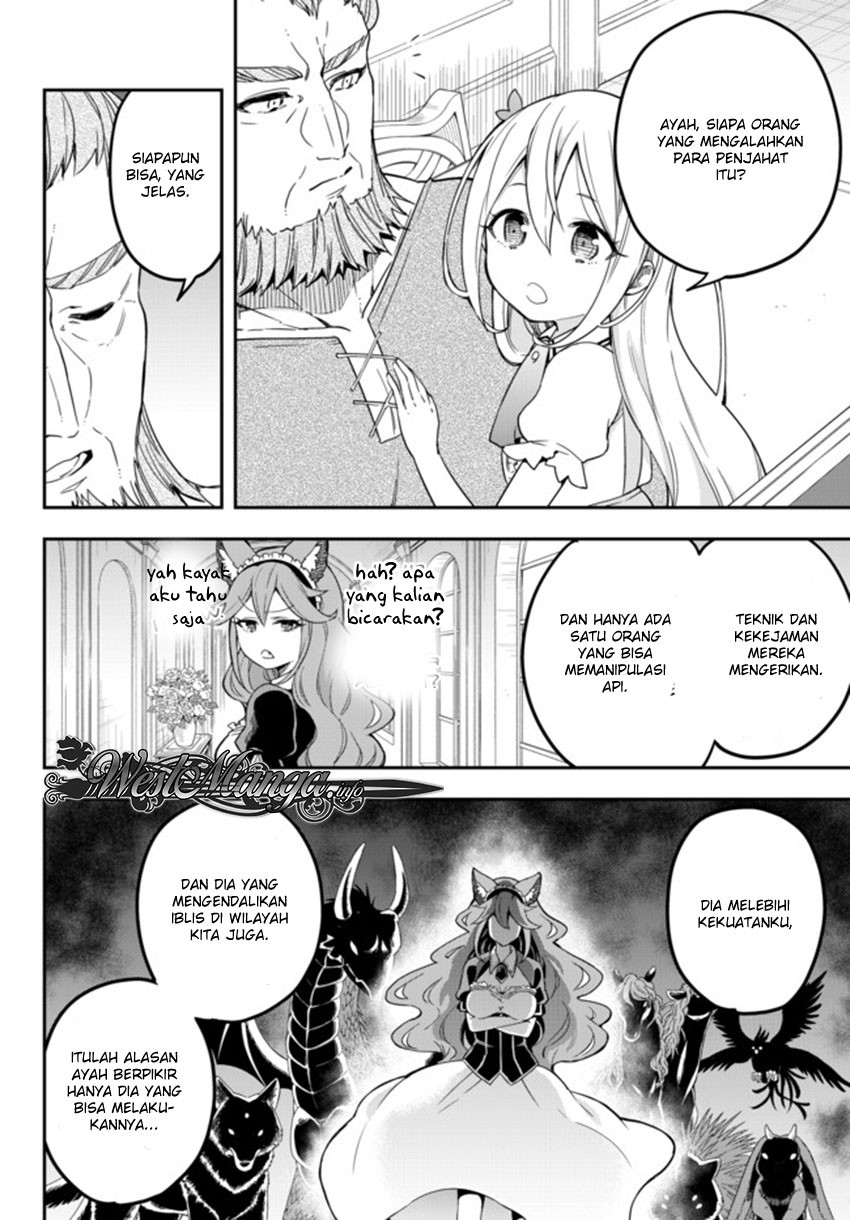 AYAH, SIAPA ORANG
YANG MENGALAHKAN
PARA PENJAHAT
ITU?
SIAPAPUN
BISA, YANG
JELAS.
TEKNIK DAN
KEKEJAMAN
MEREKA
MENGERIKAN.
DAN HANYA ADA
SATU ORANG
YANG BISA
MEMANIPULASI
API.
hah? apa
yang kalian
bicarakan?
yah kayak
aku tahu
saja
WestManga.info
DIA MELEBIHI
KEKUATANKU,
DAN DIA YANG
MENGENDALIKAN
IBLIS DI WILAYAH
KITA JUGA.
ITULAH ALASAN
AYAH BERPIKIR
HANYA DIA YANG
BISA MELAKU-
KANNYA...